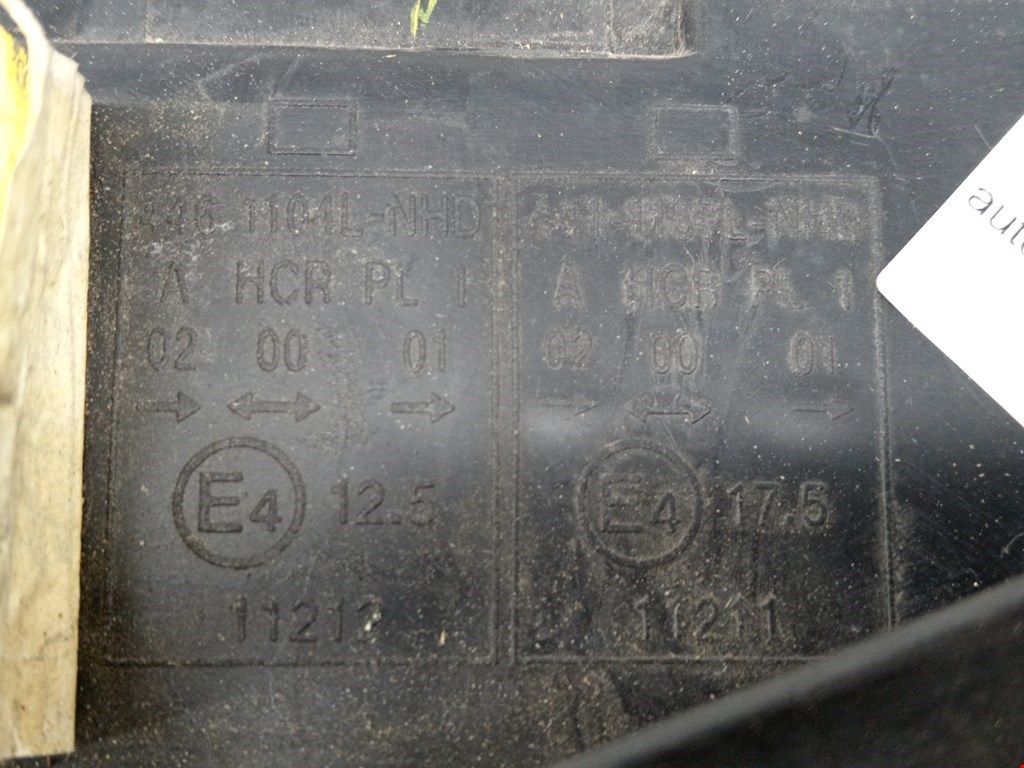 1104L-NHD
A HCR PL 1
02 00 01
→ ↔ →
E4 12.5
A HCR PL 1
02 00 01
→ ↔ →
E4 17.5
11211